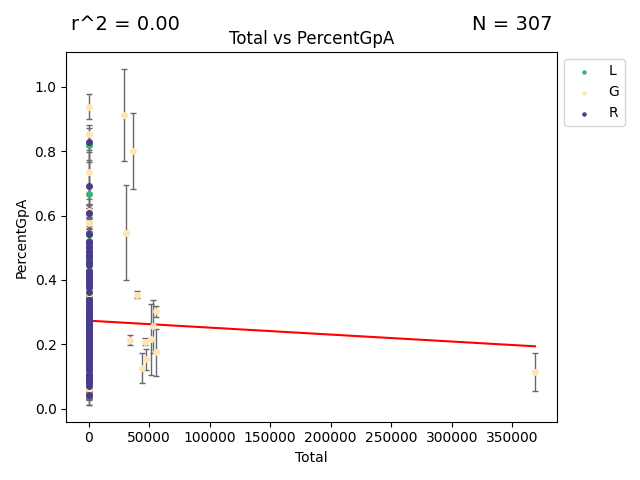 r^2 = 0.00 N = 307
Total vs PercentGpA
L
G
R
1.0
0.8
0.6
0.4
0.2
0.0
PercentGpA
0 50000 100000 150000 200000 250000 300000 350000
Total